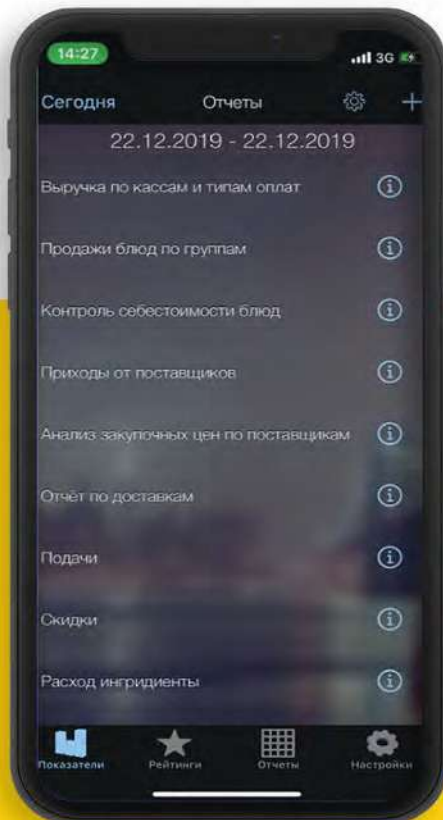 14:27
3G
Сегодня Отчеты
22.12.2019 - 22.12.2019
Выручка по кассам и типам оплат
Продажи блюд по группам
Контроль себестоимости блюд
Приходы от поставщиков
Анализ закупочных цен по поставщикам
Отчёт по доставкам
Подачи
Скидки
Расход ингридиенты
Показатели Рейтинги Отчеты Настройки